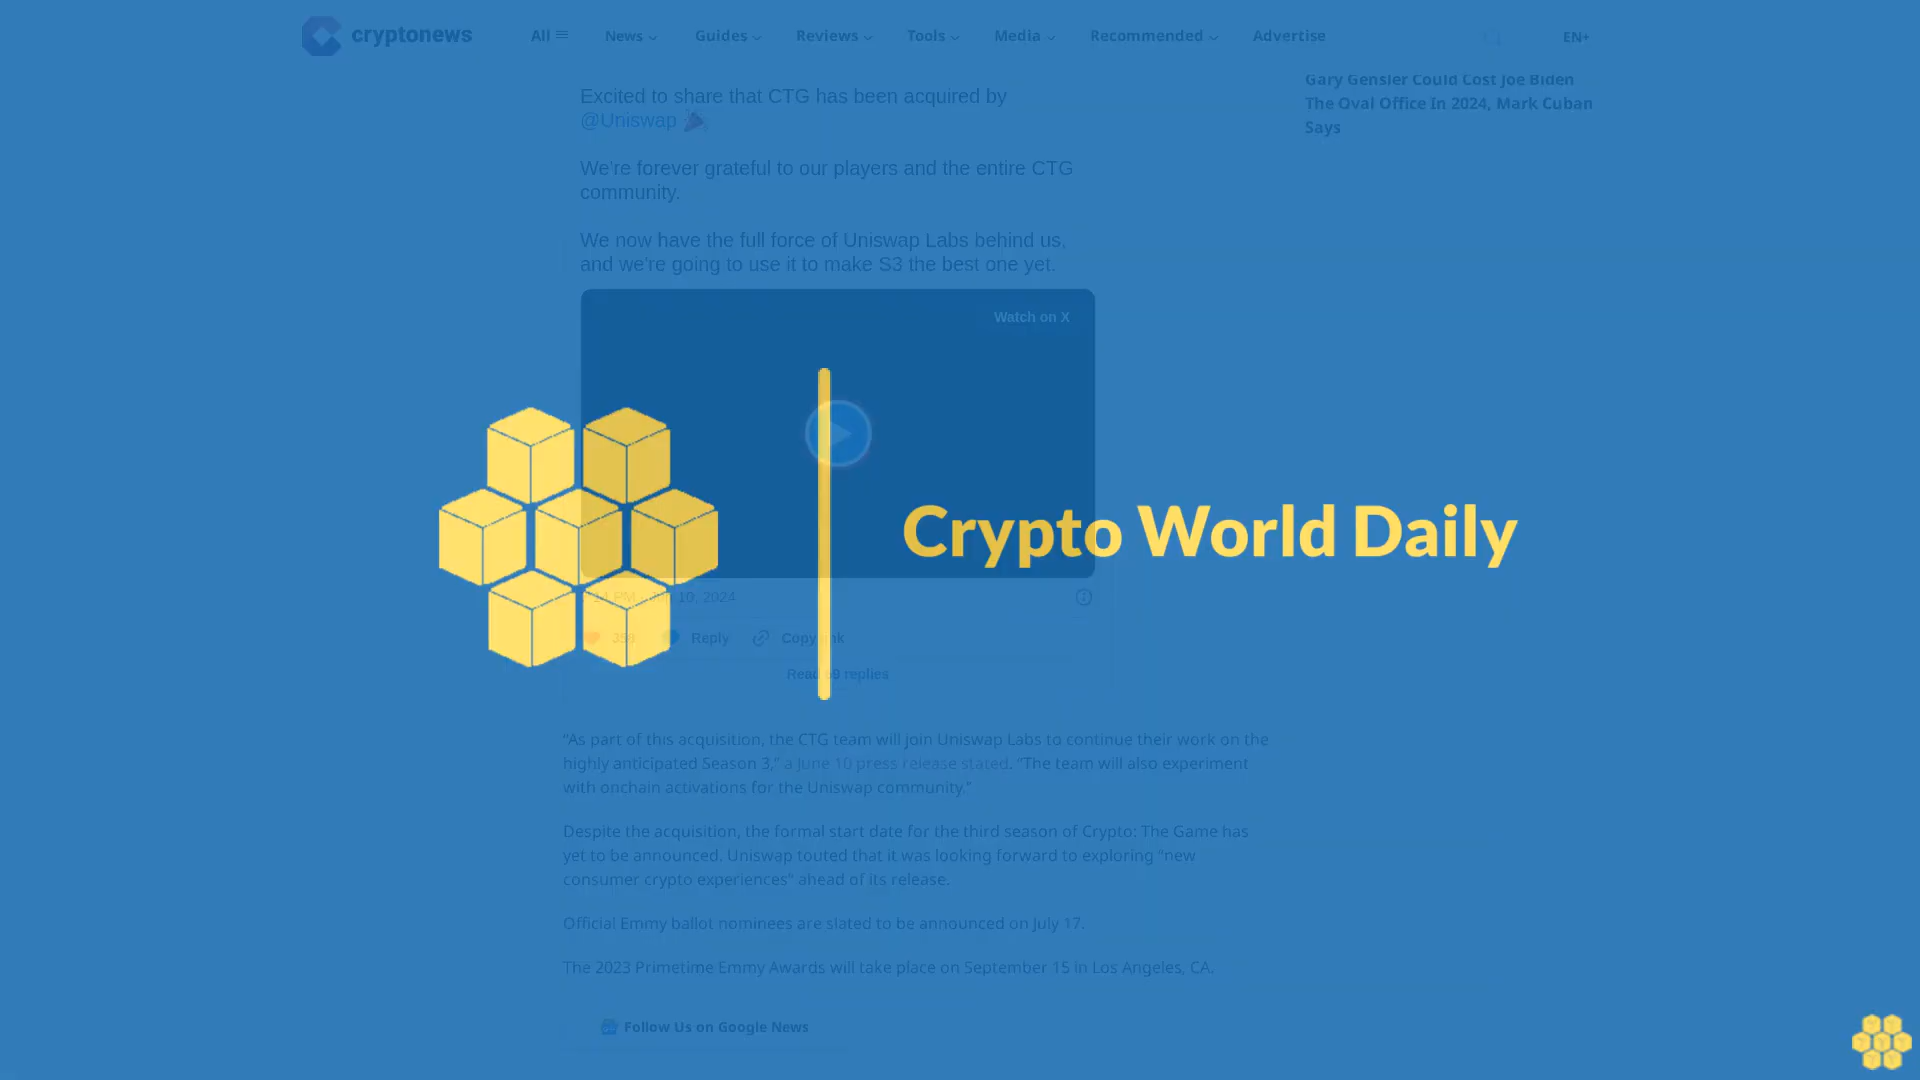 cryptonews
All News Guides Reviews Tools Media Recommended Advertise EN+
Gary Gensler Could Cost Joe Biden
The Oval Office In 2024, Mark Cuban
Says
Excited to share that CTG has been acquired by
@Uniswap 🎉
We're forever grateful to our players and the entire CTG
community.
We now have the full force of Uniswap Labs behind us,
and we're going to use it to make S3 the best one yet.
Watch on X
Crypto World Daily
PM 10, 2024
358 Reply Copy link
Read 59 replies
“As part of this acquisition, the CTG team will join Uniswap Labs to continue their work on the
highly anticipated Season 3,” a June 10 press release stated. “The team will also experiment
with onchain activations for the Uniswap community.”
Despite the acquisition, the formal start date for the third season of Crypto: The Game has
yet to be announced. Uniswap touted that it was looking forward to exploring “new
consumer crypto experiences” ahead of its release.
Official Emmy ballot nominees are slated to be announced on July 17.
The 2023 Primetime Emmy Awards will take place on September 15 in Los Angeles, CA.
Follow Us on Google News